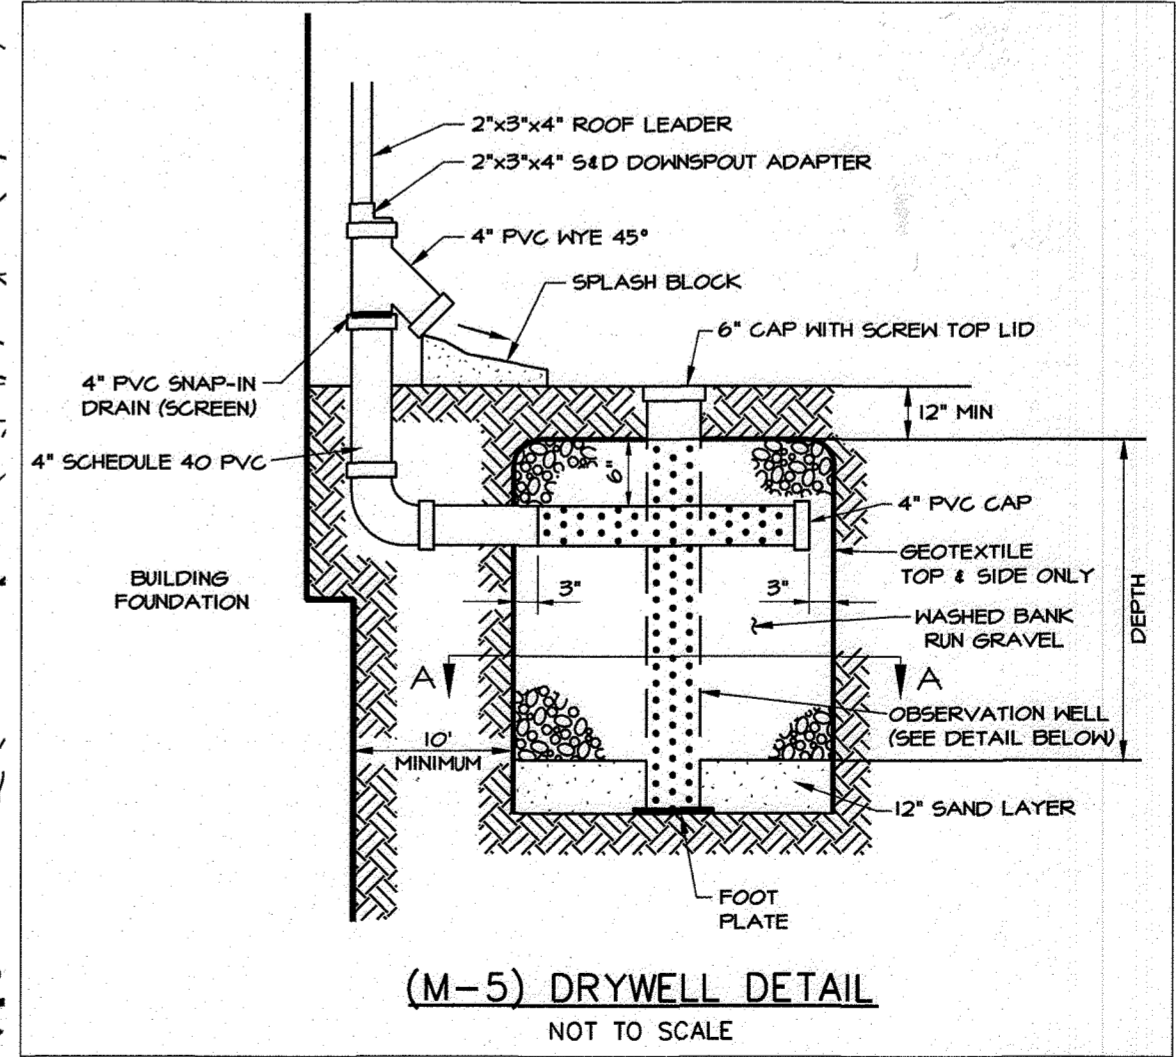 2"x3"x4" ROOF LEADER
2"x3"x4" S&D DOWNSPOUT ADAPTER
4" PVC WYE 45°
SPLASH BLOCK
6" CAP WITH SCREW TOP LID
4" PVC SNAP-IN
DRAIN (SCREEN)
12" MIN
4" SCHEDULE 40 PVC
6"
4" PVC CAP
GEOTEXTILE
TOP & SIDE ONLY
BUILDING
FOUNDATION
3"
3"
WASHED BANK
RUN GRAVEL
DEPTH
A
A
OBSERVATION WELL
(SEE DETAIL BELOW)
10'
MINIMUM
12" SAND LAYER
FOOT
PLATE
(M-5) DRYWELL DETAIL
NOT TO SCALE